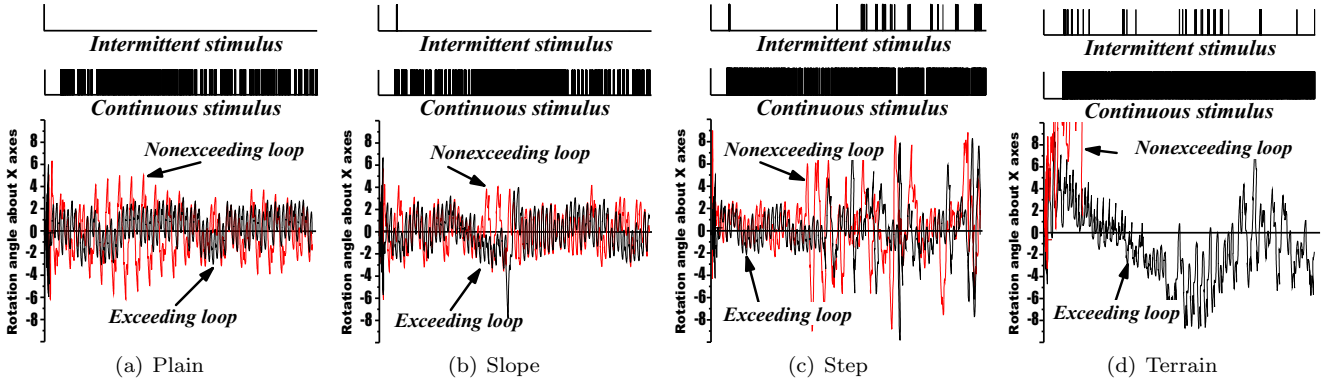 Intermittent stimulus
Continuous stimulus
Rotation angle about X axes
8
6
4
2
0
-2
-4
-6
-8
Nonexceeding loop
Exceeding loop
(a) Plain
Intermittent stimulus
Continuous stimulus
Rotation angle about X axes
8
6
4
2
0
-2
-4
-6
-8
Nonexceeding loop
Exceeding loop
(b) Slope
Intermittent stimulus
Continuous stimulus
Rotation angle about X axes
8
6
4
2
0
-2
-4
-6
-8
Nonexceeding loop
Exceeding loop
(c) Step
Intermittent stimulus
Continuous stimulus
Rotation angle about X axes
8
6
4
2
0
-2
-4
-6
-8
Nonexceeding loop
Exceeding loop
(d) Terrain